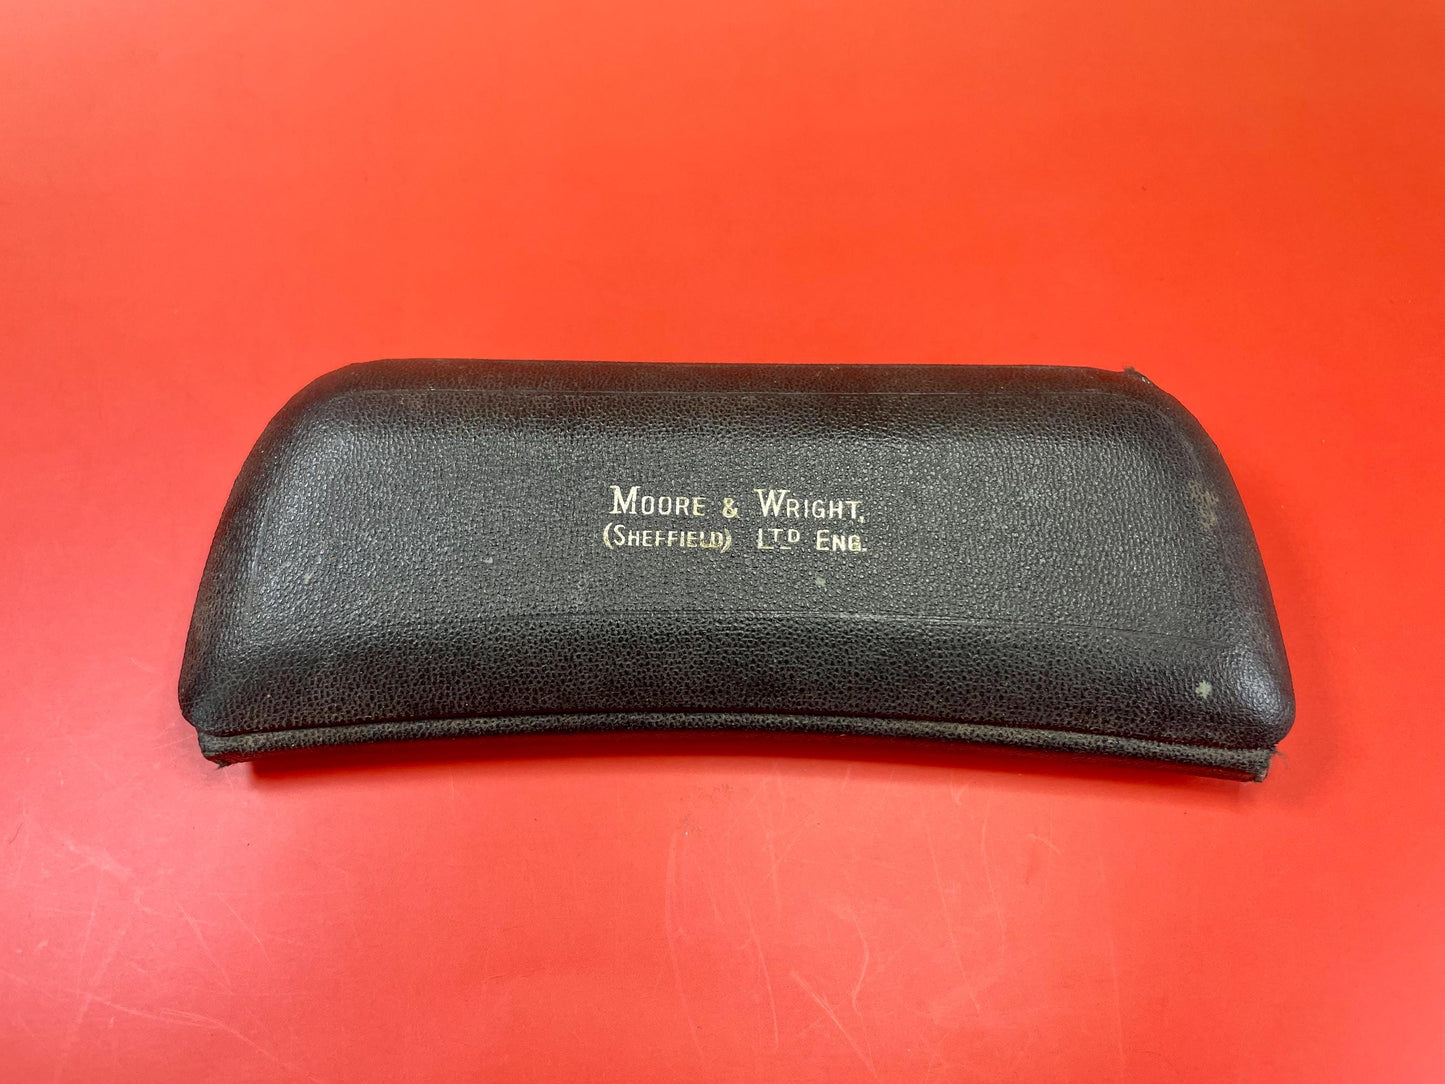 Moore & Wright,
(Sheffield) Ltd Eng.